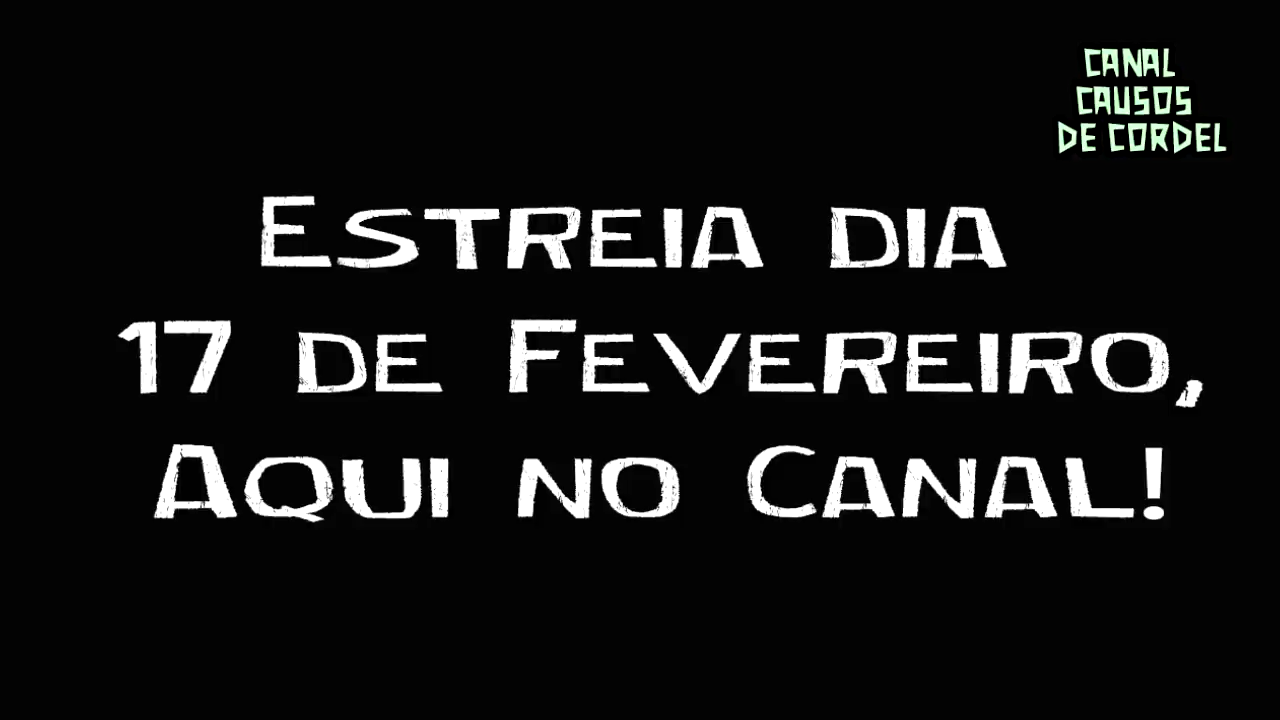 CANAL
CAUSOS
DE CORDEL
ESTREIA DIA
17 DE FEVEREIRO,
AQUI NO CANAL!